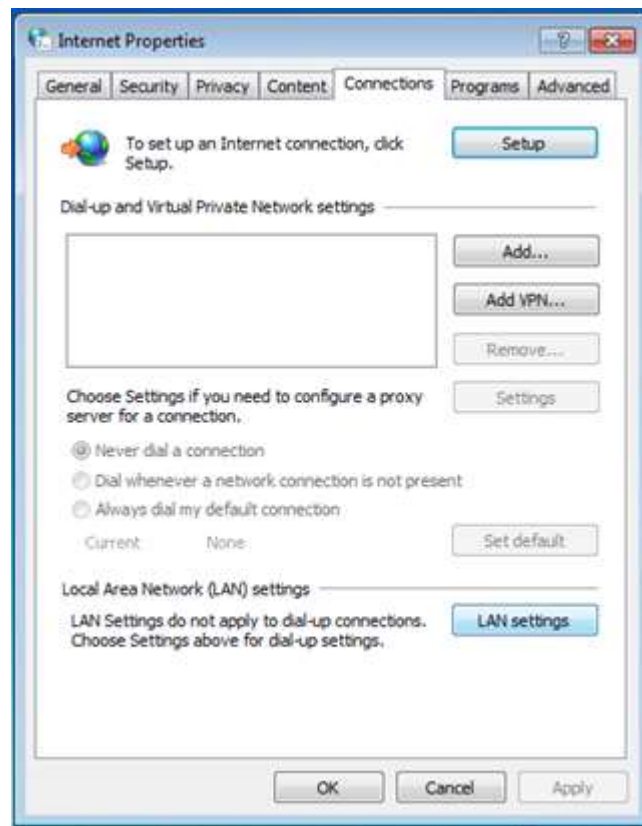 Internet Properties
General Security Privacy Content Connections Programs Advanced
To set up an Internet connection, click
Setup.
Setup
Dial-up and Virtual Private Network settings
Add...
Add VPN...
Remove...
Choose Settings if you need to configure a proxy
server for a connection.
Settings
Never dial a connection
Dial whenever a network connection is not present
Always dial my default connection
Current None
Set default
Local Area Network (LAN) settings
LAN Settings do not apply to dial-up connections.
Choose Settings above for dial-up settings.
LAN settings
OK Cancel Apply